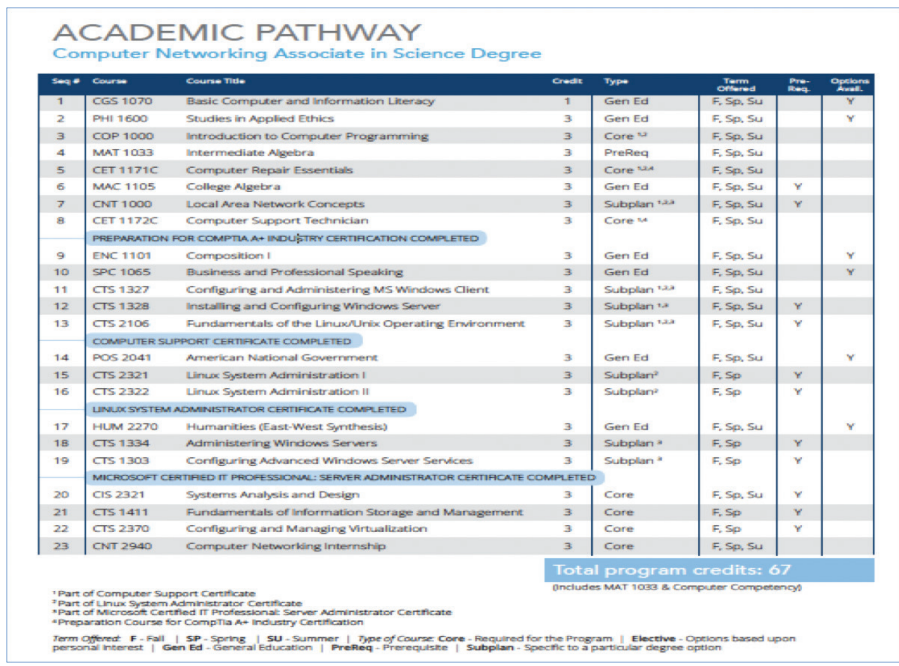 ACADEMIC PATHWAY
Computer Networking Associate in Science Degree
Seq # Course Course Title Credit Type Term Offered Pre-Req. Options Avail.
1 CGS 1070 Basic Computer and Information Literacy 1 Gen Ed F, Sp, Su Y
2 PHI 1600 Studies in Applied Ethics 3 Gen Ed F, Sp, Su Y
3 COP 1000 Introduction to Computer Programming 3 Core ¹,² F, Sp, Su
4 MAT 1033 Intermediate Algebra 3 PreReq F, Sp, Su
5 CET 1171C Computer Repair Essentials 3 Core ¹,²,⁴ F, Sp, Su
6 MAC 1105 College Algebra 3 Gen Ed F, Sp, Su Y
7 CNT 1000 Local Area Network Concepts 3 Subplan ¹,²,³ F, Sp, Su Y
8 CET 1172C Computer Support Technician 3 Core ¹,⁴ F, Sp, Su
PREPARATION FOR COMPTIA A+ INDUSTRY CERTIFICATION COMPLETED
9 ENC 1101 Composition I 3 Gen Ed F, Sp, Su Y
10 SPC 1065 Business and Professional Speaking 3 Gen Ed F, Sp, Su Y
11 CTS 1327 Configuring and Administering MS Windows Client 3 Subplan ¹,²,³ F, Sp, Su
12 CTS 1328 Installing and Configuring Windows Server 3 Subplan ¹,³ F, Sp, Su Y
13 CTS 2106 Fundamentals of the Linux/Unix Operating Environment 3 Subplan ¹,²,³ F, Sp, Su Y
COMPUTER SUPPORT CERTIFICATE COMPLETED
14 POS 2041 American National Government 3 Gen Ed F, Sp, Su Y
15 CTS 2321 Linux System Administration I 3 Subplan² F, Sp Y
16 CTS 2322 Linux System Administration II 3 Subplan² F, Sp Y
LINUX SYSTEM ADMINISTRATOR CERTIFICATE COMPLETED
17 HUM 2270 Humanities (East-West Synthesis) 3 Gen Ed F, Sp, Su Y
18 CTS 1334 Administering Windows Servers 3 Subplan ³ F, Sp Y
19 CTS 1303 Configuring Advanced Windows Server Services 3 Subplan ³ F, Sp Y
MICROSOFT CERTIFIED IT PROFESSIONAL: SERVER ADMINISTRATOR CERTIFICATE COMPLETED
20 CIS 2321 Systems Analysis and Design 3 Core F, Sp, Su Y
21 CTS 1411 Fundamentals of Information Storage and Management 3 Core F, Sp Y
22 CTS 2370 Configuring and Managing Virtualization 3 Core F, Sp Y
23 CNT 2940 Computer Networking Internship 3 Core F, Sp, Su
Total program credits: 67
(Includes MAT 1033 & Computer Competency)
¹Part of Computer Support Certificate
²Part of Linux System Administrator Certificate
³Part of Microsoft Certified IT Professional: Server Administrator Certificate
⁴Preparation Course for CompTia A+ Industry Certification
Term Offered: F - Fall | SP - Spring | SU - Summer | Type of Course: Core - Required for the Program | Elective - Options based upon
personal interest | Gen Ed - General Education | PreReq - Prerequisite | Subplan - Specific to a particular degree option